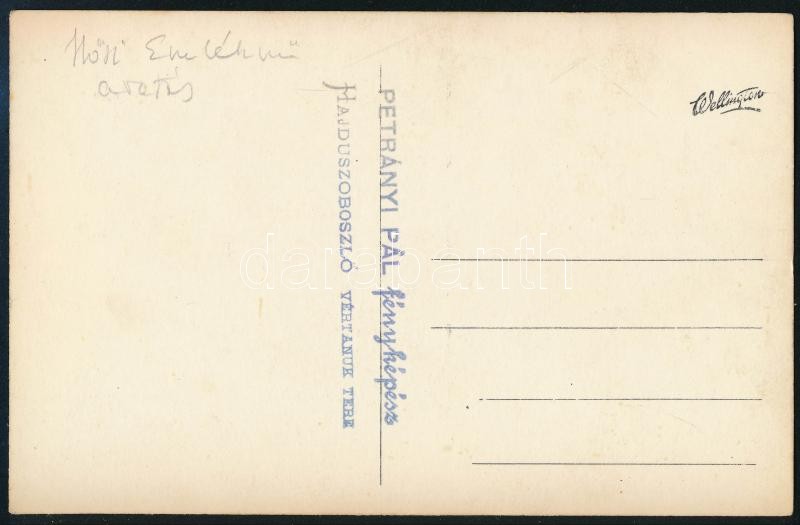 Hősi Emlékmű
avatás
PETRÁNYI PÁL fényképész
HAJDUSZOBOSZLÓ VÉRTANUK TERE
Wellington
darabanth